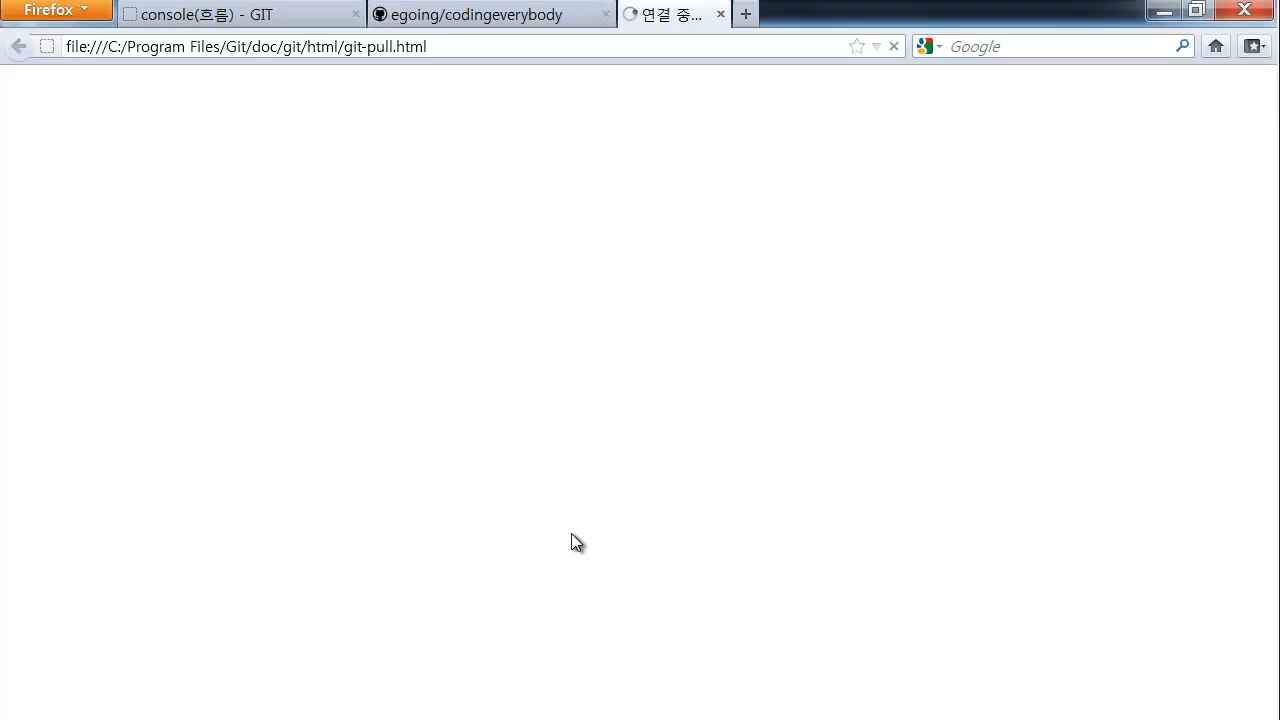 Firefox
console(흐름) - GIT
egoing/codingeverybody
연결 중...
file:///C:/Program Files/Git/doc/git/html/git-pull.html
Google